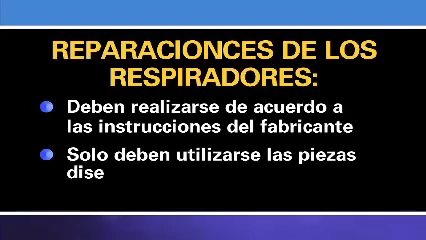 REPARACIONCES DE LOS
RESPIRADORES:
Deben realizarse de acuerdo a
las instrucciones del fabricante
Solo deben utilizarse las piezas
dise